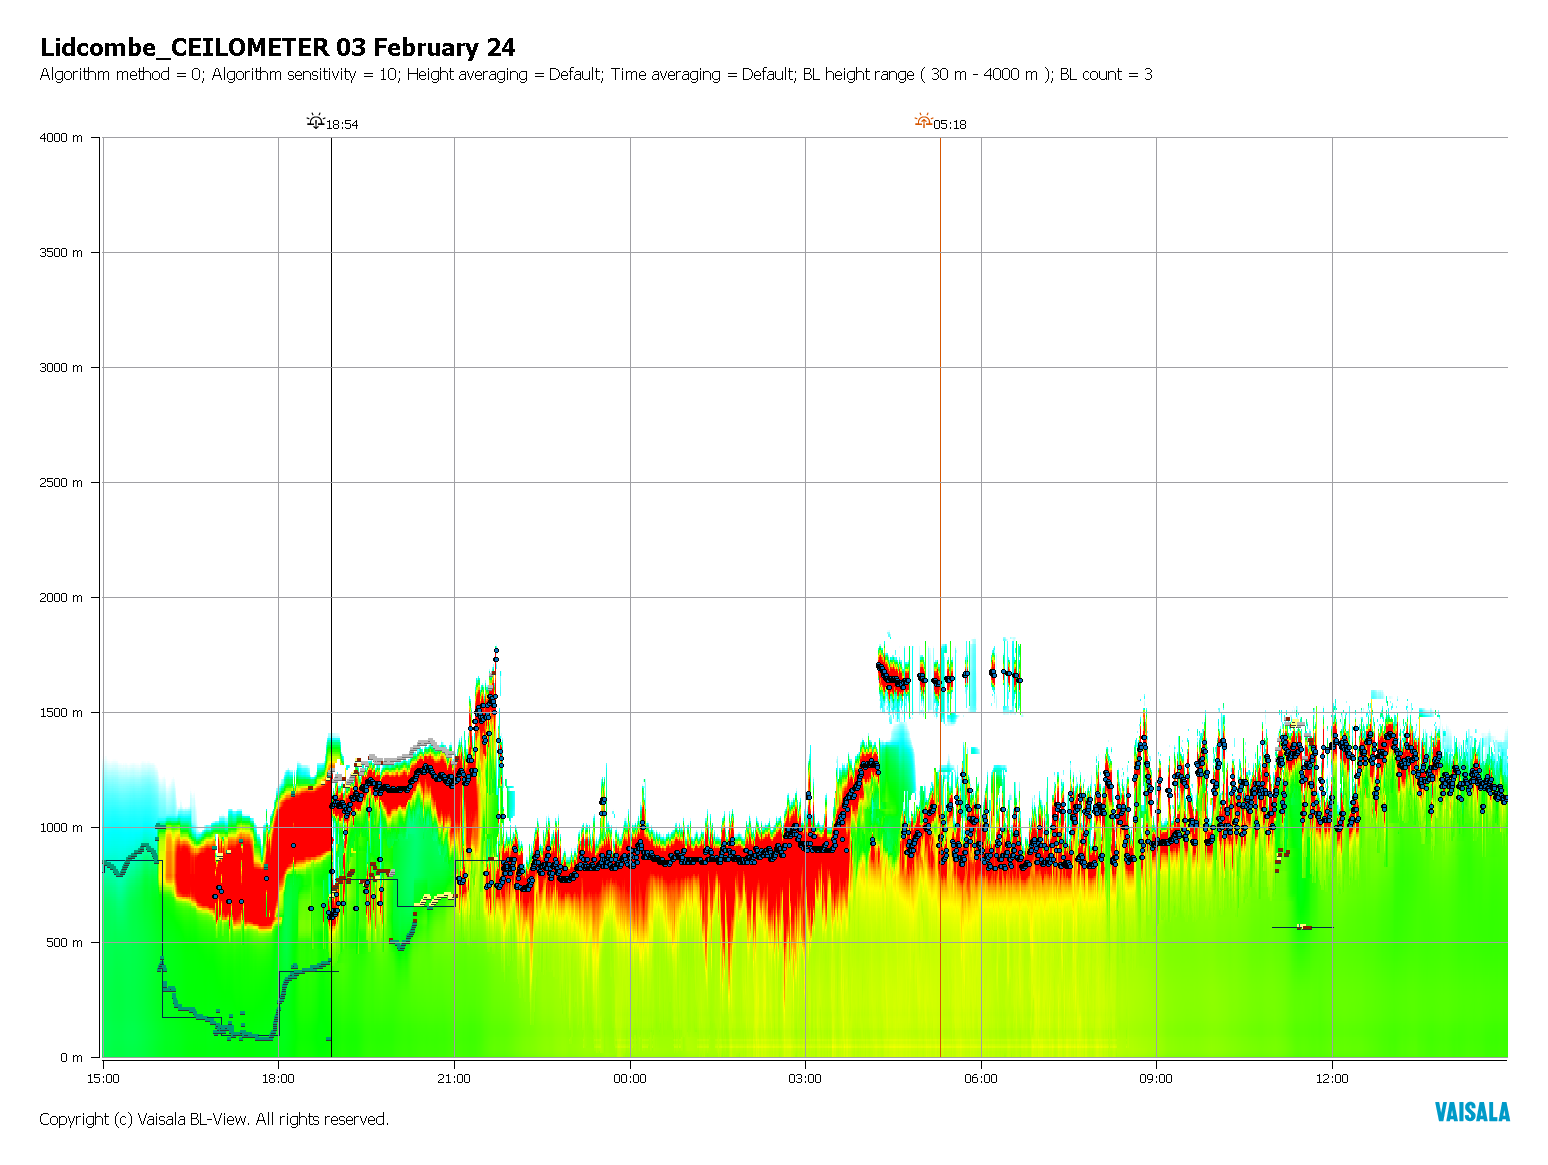 Lidcombe_CEILOMETER 03 February 24
Algorithm method = 0; Algorithm sensitivity = 10; Height averaging = Default; Time averaging = Default; BL height range ( 30 m - 4000 m ); BL count = 3
18:54
05:18
4000 m
3500 m
3000 m
2500 m
2000 m
1500 m
1000 m
500 m
0 m
15:00 18:00 21:00 00:00 03:00 06:00 09:00 12:00
Copyright (c) Vaisala BL-View. All rights reserved.
VAISALA